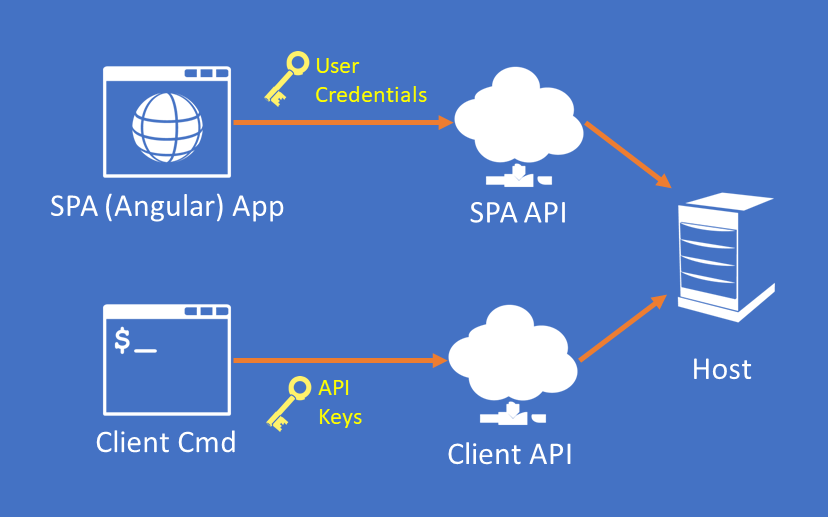 User
Credentials
SPA (Angular) App
SPA API
$_
Host
API
Keys
Client Cmd
Client API